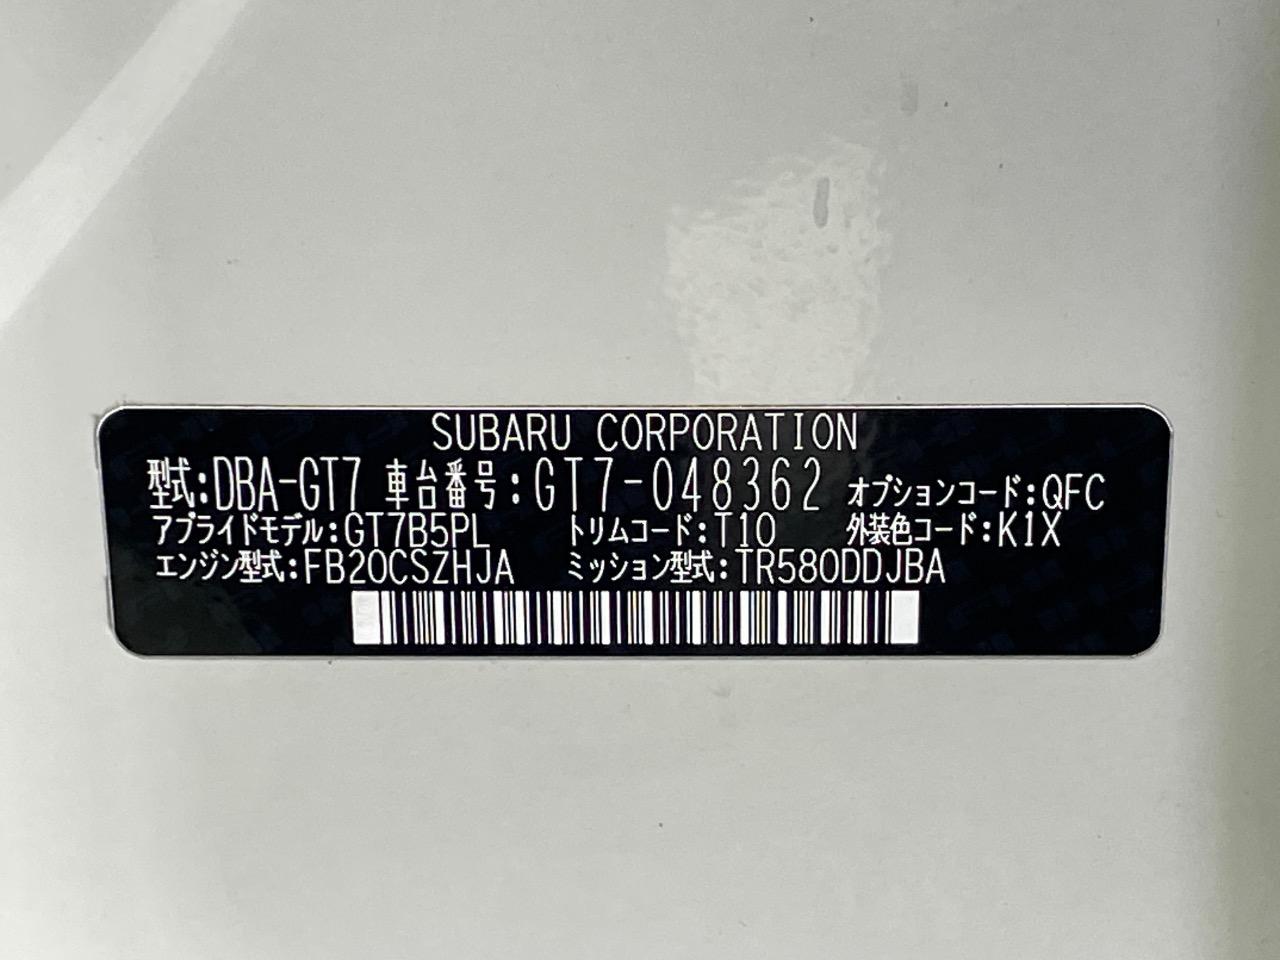 SUBARU CORPORATION
型式:DBA-GT7 車台番号:GT7-048362 オプションコード:QFC
アプライドモデル:GT7B5PL トリムコード:T10 外装色コード:K1X
エンジン型式:FB20CSZHJA ミッション型式:TR580DDJBA